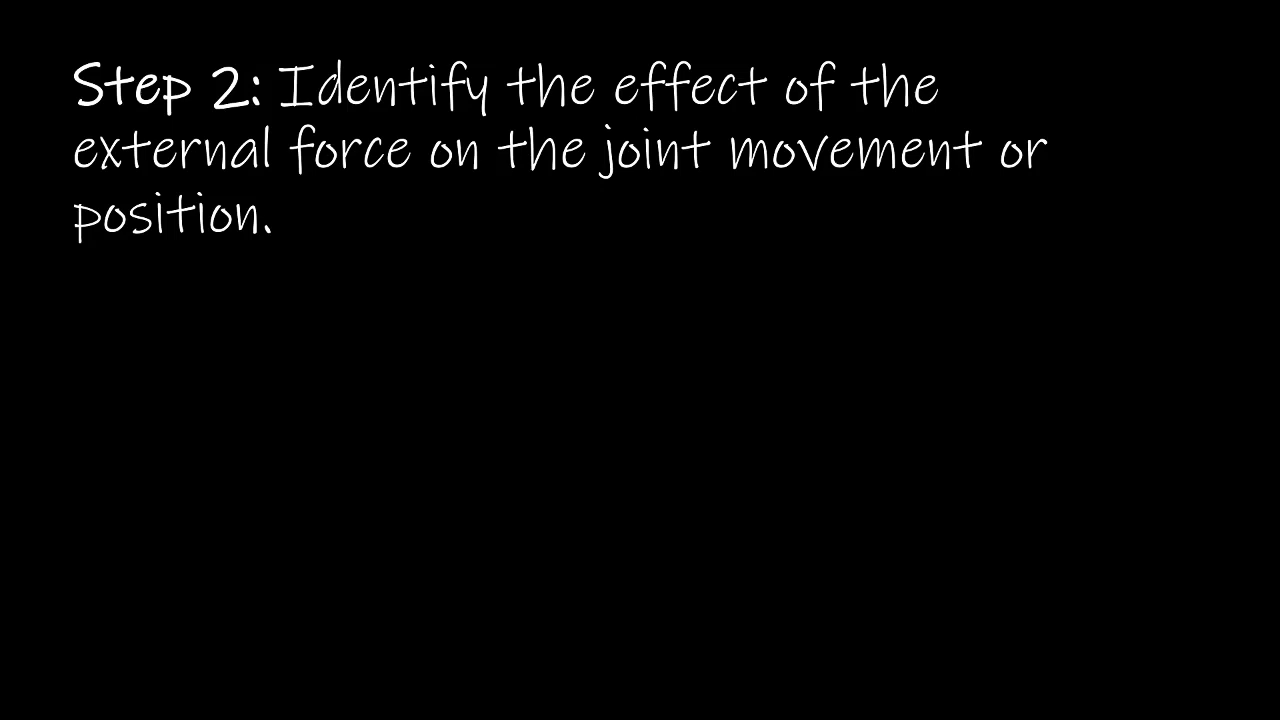 Step 2: Identify the effect of the
external force on the joint movement or
position.